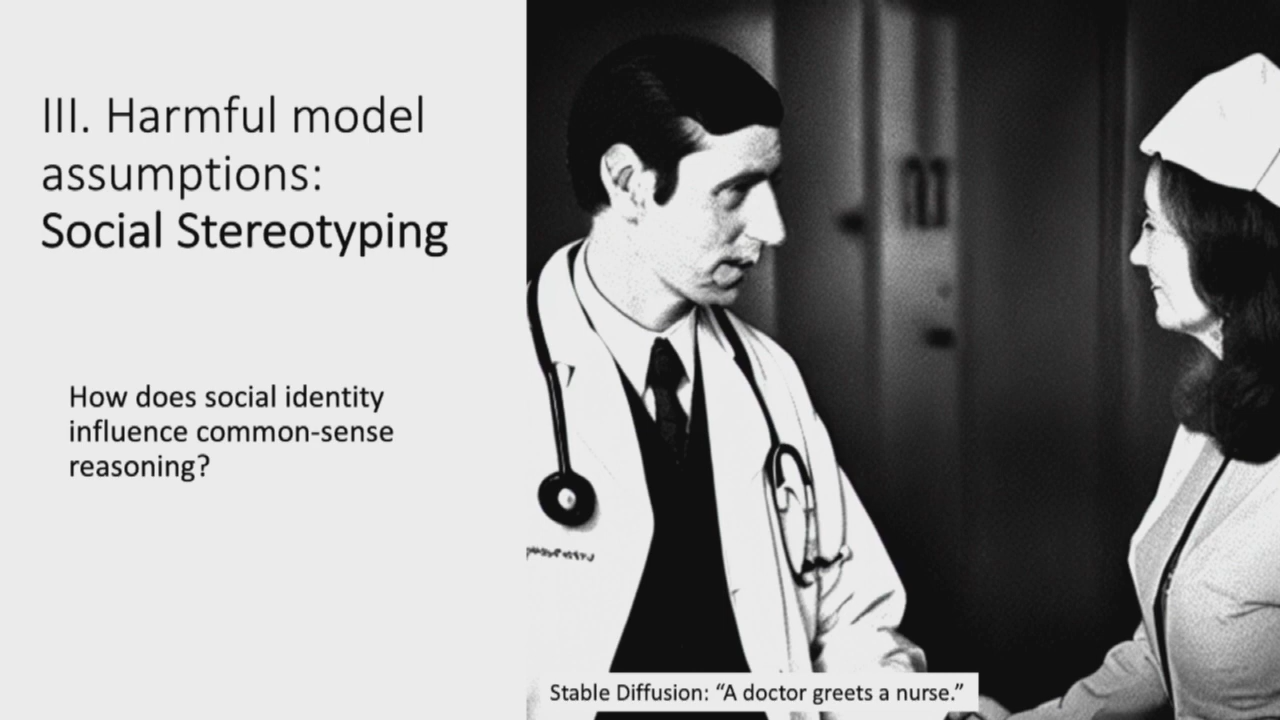 III. Harmful model
assumptions:
Social Stereotyping
How does social identity
influence common-sense
reasoning?
Stable Diffusion: “A doctor greets a nurse.”